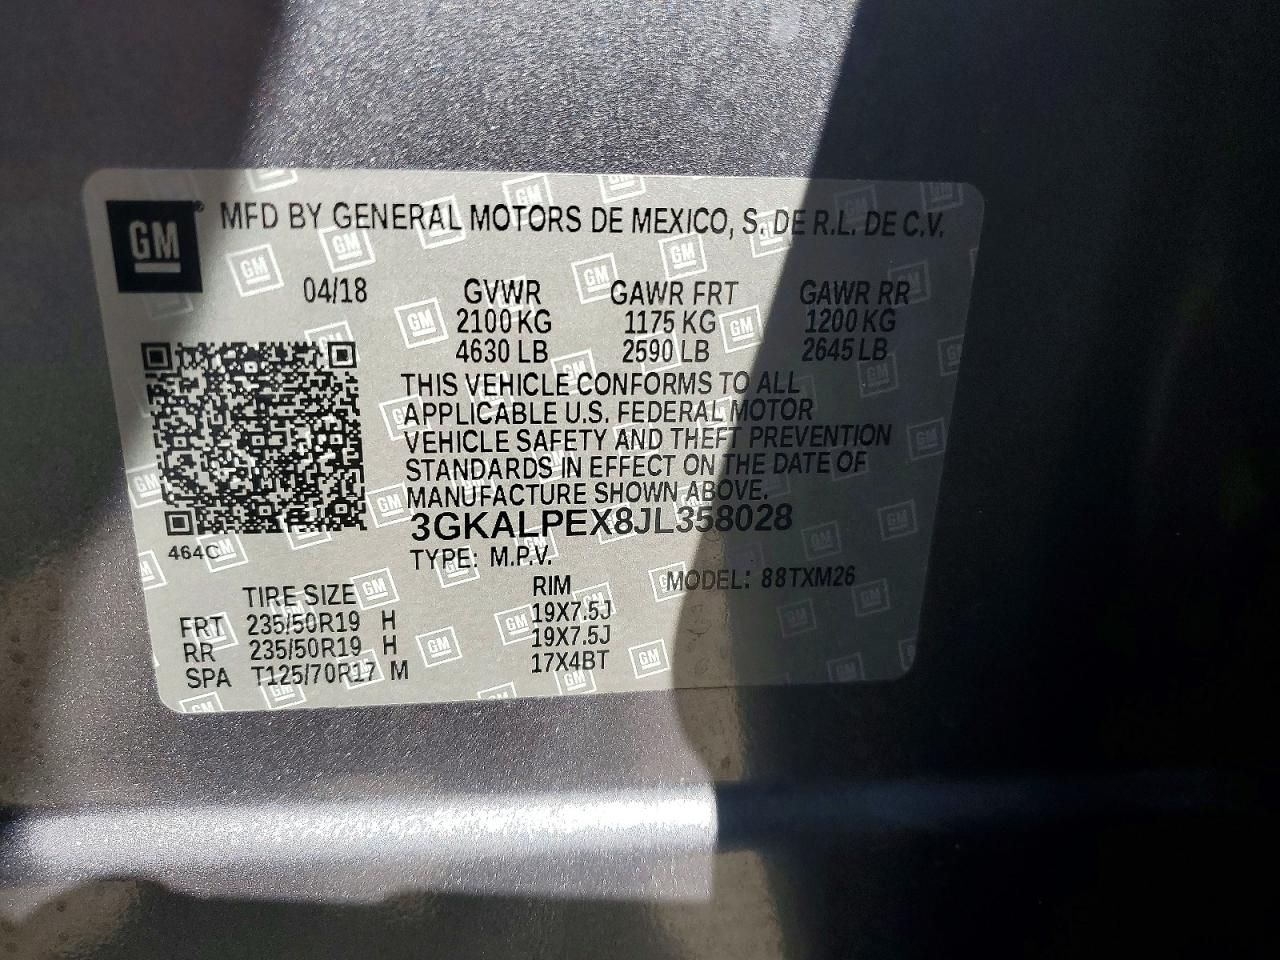 GM® MFD BY GENERAL MOTORS DE MEXICO, S. DE R.L. DE C.V.
04/18 GVWR GAWR FRT GAWR RR
2100 KG 1175 KG 1200 KG
4630 LB 2590 LB 2645 LB
THIS VEHICLE CONFORMS TO ALL
APPLICABLE U.S. FEDERAL MOTOR
VEHICLE SAFETY AND THEFT PREVENTION
STANDARDS IN EFFECT ON THE DATE OF
MANUFACTURE SHOWN ABOVE.
3GKALPEX8JL358028
464C
TYPE: M.P.V. MODEL: 88TXM26
TIRE SIZE RIM
FRT 235/50R19 H 19X7.5J
RR 235/50R19 H 19X7.5J
SPA T125/70R17 M 17X4BT